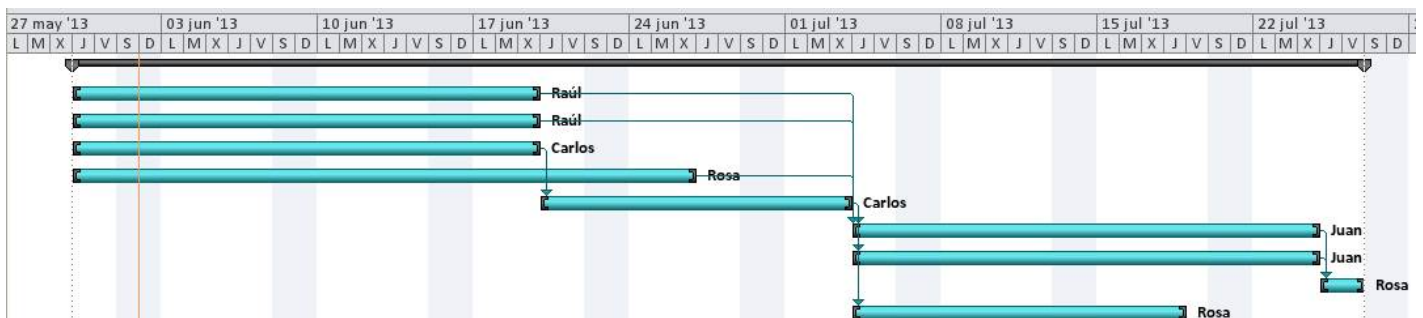 27 may '13 03 jun '13 10 jun '13 17 jun '13 24 jun '13 01 jul '13 08 jul '13 15 jul '13 22 jul '13
L M X J V S D L M X J V S D L M X J V S D L M X J V S D L M X J V S D L M X J V S D L M X J V S D L M X J V S D L M X J V S D
Raúl
Raúl
Carlos
Rosa
Carlos
Juan
Juan
Rosa
Rosa